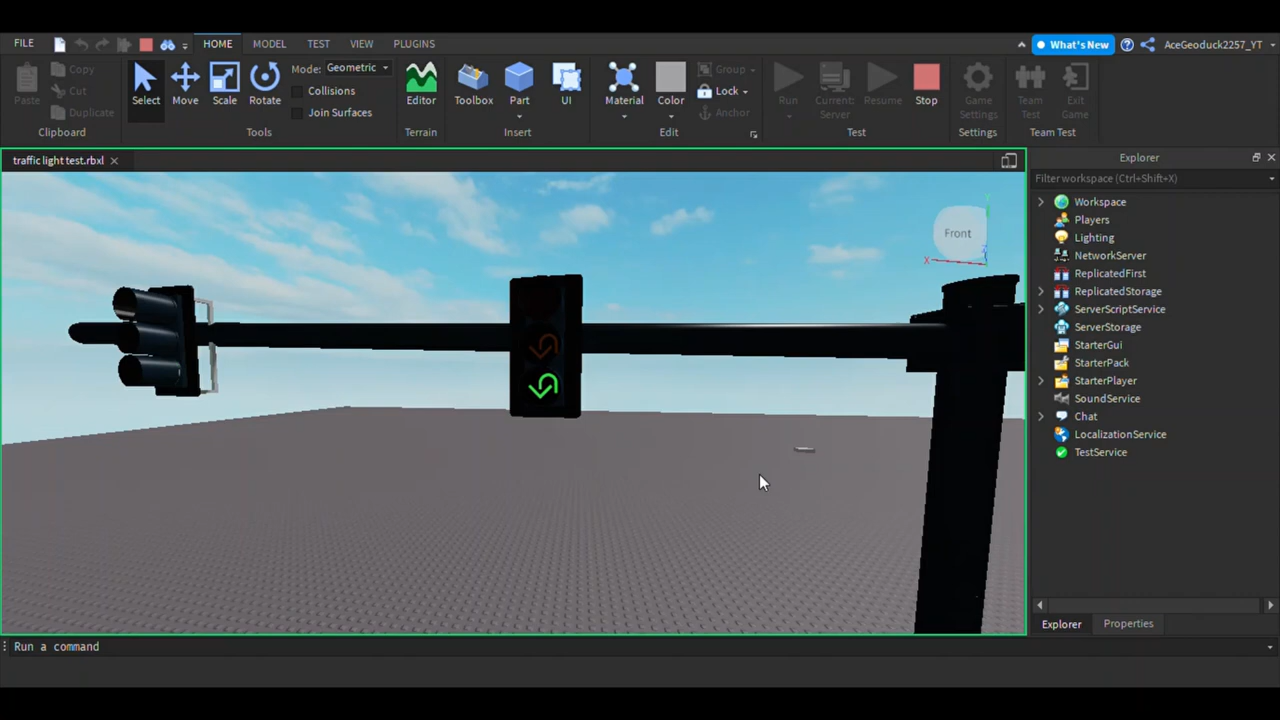 FILE HOME MODEL TEST VIEW PLUGINS What's New AceGeoduck2257_YT
Paste Copy Cut Duplicate
Clipboard
Select Move Scale Rotate Mode: Geometric Collisions Join Surfaces
Tools
Editor
Terrain
Toolbox Part UI
Insert
Material Color Group Lock Anchor
Edit
Run Current: Server Resume Stop
Test
Game Settings
Settings
Team Test Exit Game
Team Test
traffic light test.rbxl
Front
X
Y
Z
Explorer
Filter workspace (Ctrl+Shift+X)
Workspace
Players
Lighting
NetworkServer
ReplicatedFirst
ReplicatedStorage
ServerScriptService
ServerStorage
StarterGui
StarterPack
StarterPlayer
SoundService
Chat
LocalizationService
TestService
Explorer Properties
Run a command